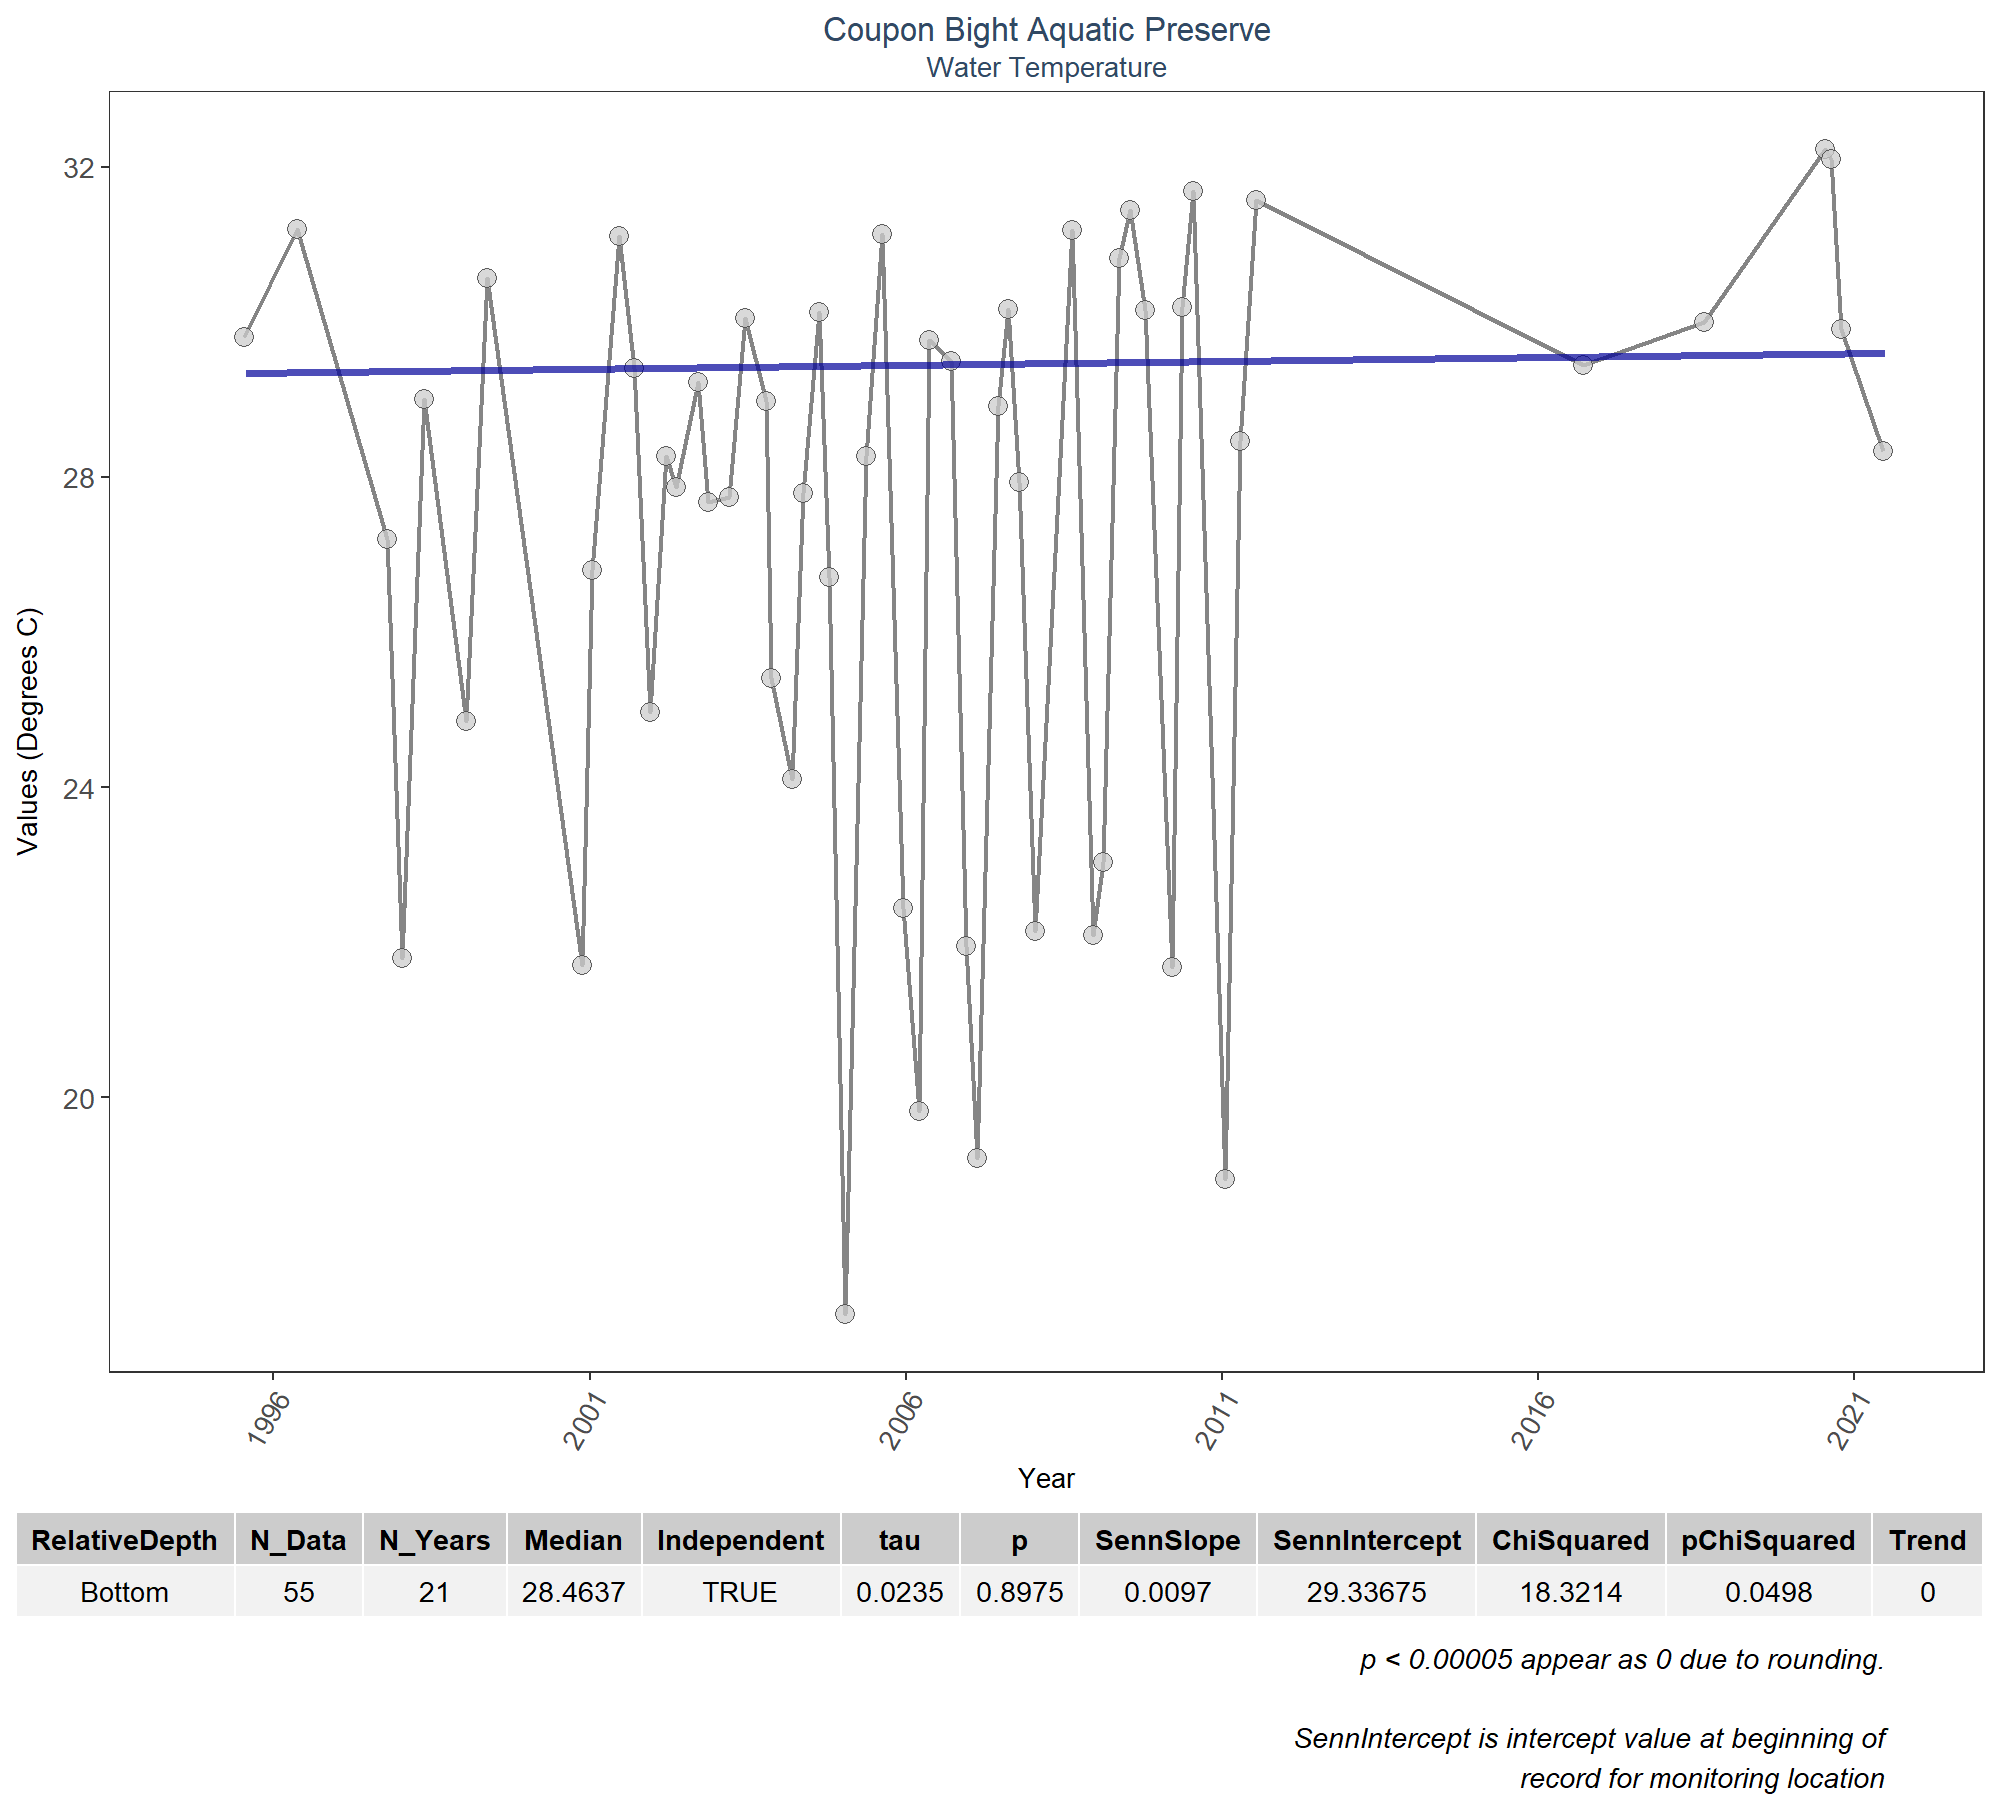 Coupon Bight Aquatic Preserve
Water Temperature
Values (Degrees C)
32
28
24
20
1996 2001 2006 2011 2016 2021
Year
RelativeDepth N_Data N_Years Median Independent tau p SennSlope SennIntercept ChiSquared pChiSquared Trend
Bottom 55 21 28.4637 TRUE 0.0235 0.8975 0.0097 29.33675 18.3214 0.0498 0
p < 0.00005 appear as 0 due to rounding.
SennIntercept is intercept value at beginning of
record for monitoring location